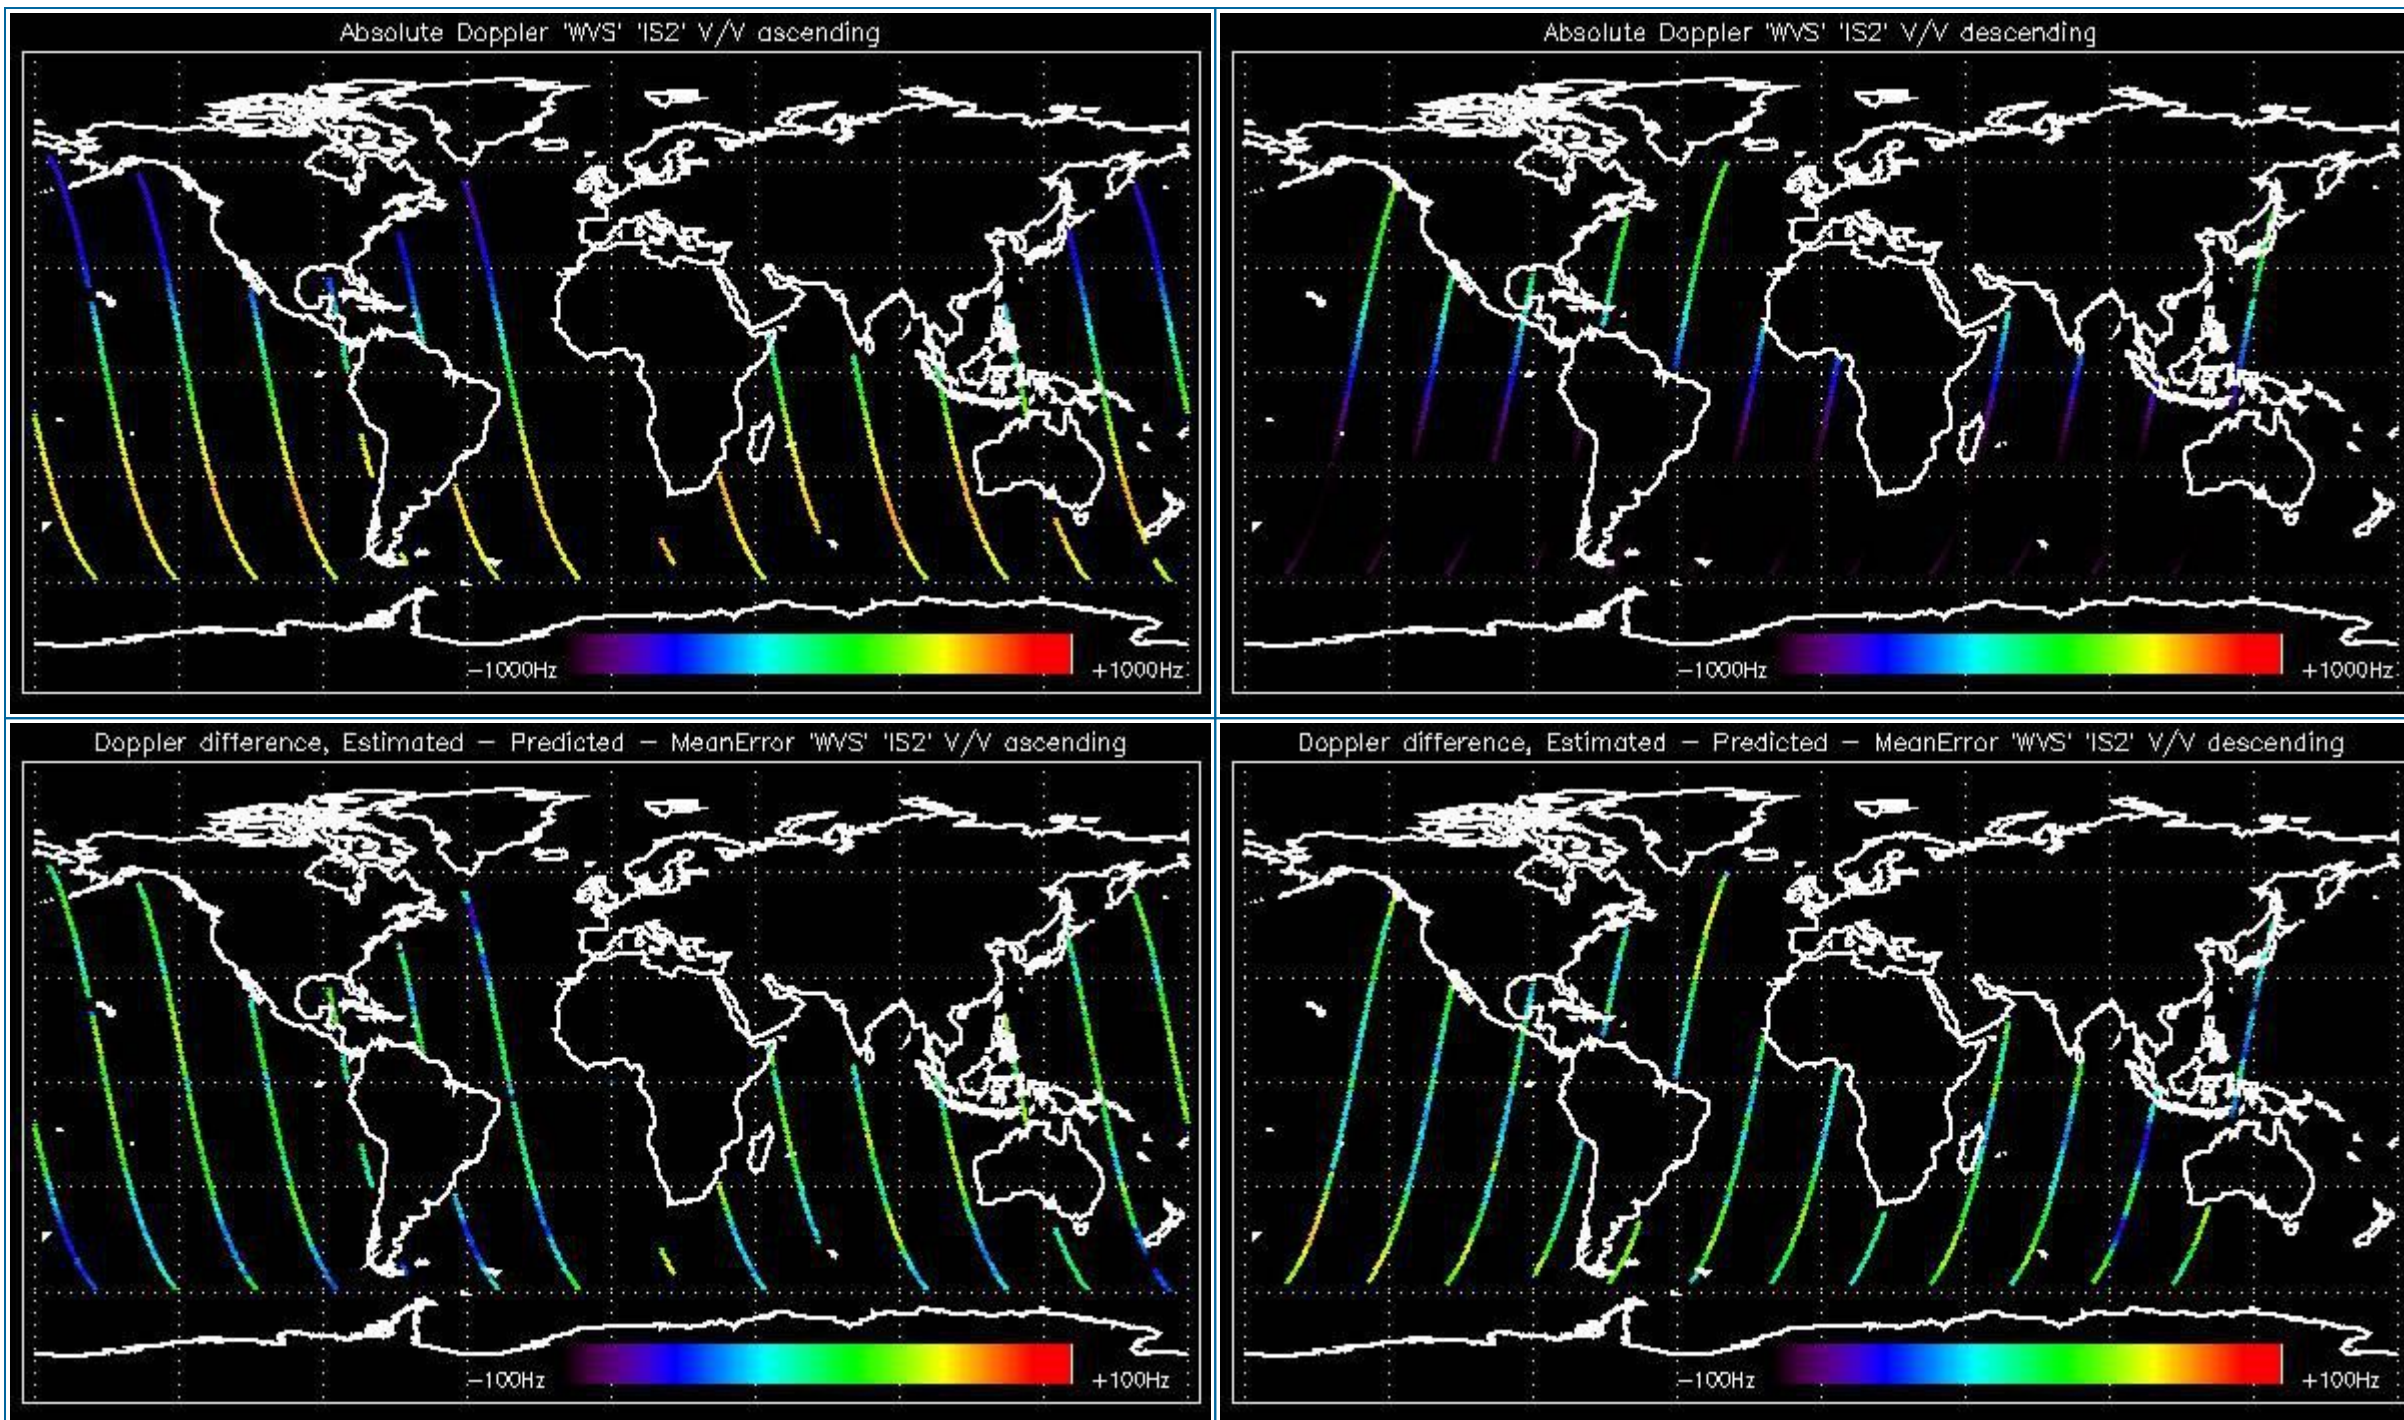 Absolute Doppler 'WVS' 'IS2' V/V ascending
-1000Hz
+1000Hz
Absolute Doppler 'WVS' 'IS2' V/V descending
-1000Hz
+1000Hz
Doppler difference, Estimated - Predicted - MeanError 'WVS' 'IS2' V/V ascending
-100Hz
+100Hz
Doppler difference, Estimated - Predicted - MeanError 'WVS' 'IS2' V/V descending
-100Hz
+100Hz